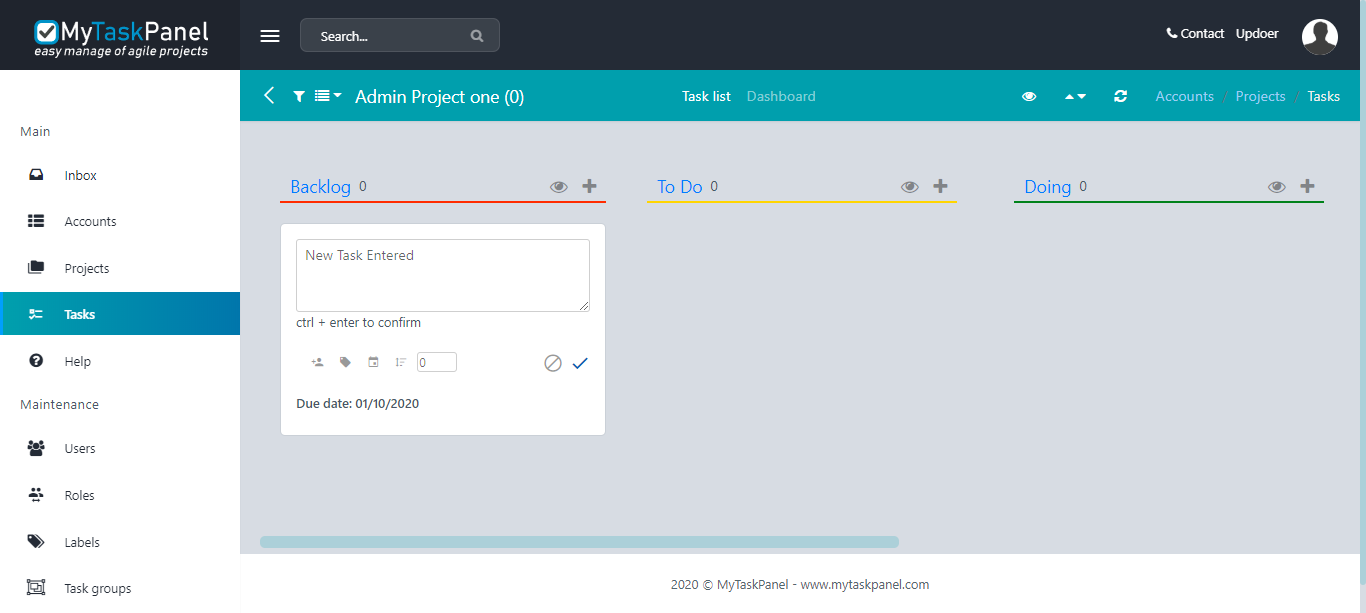 MyTaskPanel
easy manage of agile projects
Search...
Contact Updoer
Admin Project one (0)
Task list Dashboard
Accounts / Projects / Tasks
Main
Inbox
Accounts
Projects
Tasks
Help
Maintenance
Users
Roles
Labels
Task groups
Backlog 0
To Do 0
Doing 0
New Task Entered
ctrl + enter to confirm
0
Due date: 01/10/2020
2020 © MyTaskPanel - www.mytaskpanel.com